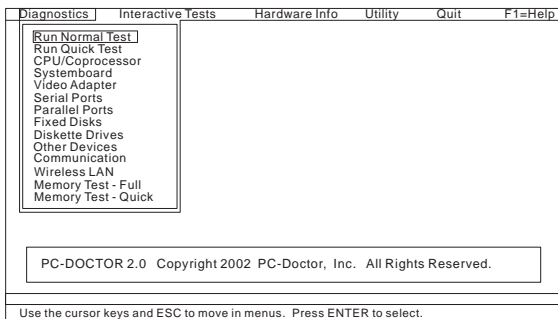 Diagnostics Interactive Tests Hardware Info Utility Quit F1=Help
Run Normal Test
Run Quick Test
CPU/Coprocessor
Systemboard
Video Adapter
Serial Ports
Parallel Ports
Fixed Disks
Diskette Drives
Other Devices
Communication
Wireless LAN
Memory Test - Full
Memory Test - Quick
PC-DOCTOR 2.0 Copyright 2002 PC-Doctor, Inc. All Rights Reserved.
Use the cursor keys and ESC to move in menus. Press ENTER to select.